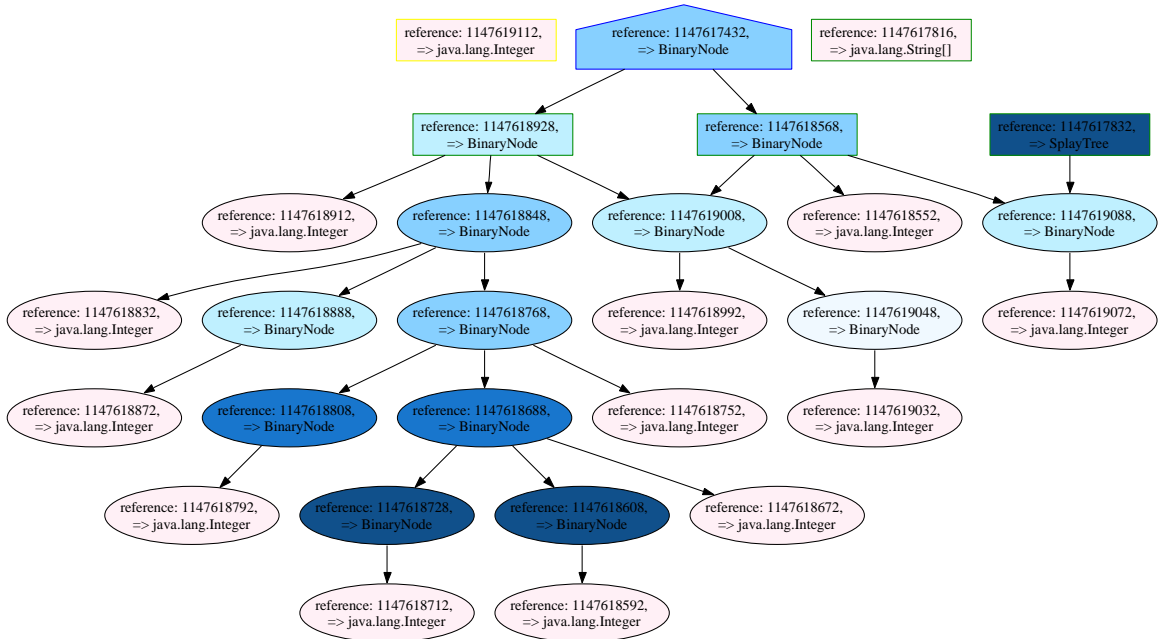 reference: 1147619112,
=> java.lang.Integer
reference: 1147617432,
=> BinaryNode
reference: 1147617816,
=> java.lang.String[]
reference: 1147618928,
=> BinaryNode
reference: 1147618568,
=> BinaryNode
reference: 1147617832,
=> SplayTree
reference: 1147618912,
=> java.lang.Integer
reference: 1147618848,
=> BinaryNode
reference: 1147619008,
=> BinaryNode
reference: 1147618552,
=> java.lang.Integer
reference: 1147619088,
=> BinaryNode
reference: 1147618832,
=> java.lang.Integer
reference: 1147618888,
=> BinaryNode
reference: 1147618768,
=> BinaryNode
reference: 1147618992,
=> java.lang.Integer
reference: 1147619048,
=> BinaryNode
reference: 1147619072,
=> java.lang.Integer
reference: 1147618872,
=> java.lang.Integer
reference: 1147618808,
=> BinaryNode
reference: 1147618688,
=> BinaryNode
reference: 1147618752,
=> java.lang.Integer
reference: 1147619032,
=> java.lang.Integer
reference: 1147618792,
=> java.lang.Integer
reference: 1147618728,
=> BinaryNode
reference: 1147618608,
=> BinaryNode
reference: 1147618672,
=> java.lang.Integer
reference: 1147618712,
=> java.lang.Integer
reference: 1147618592,
=> java.lang.Integer